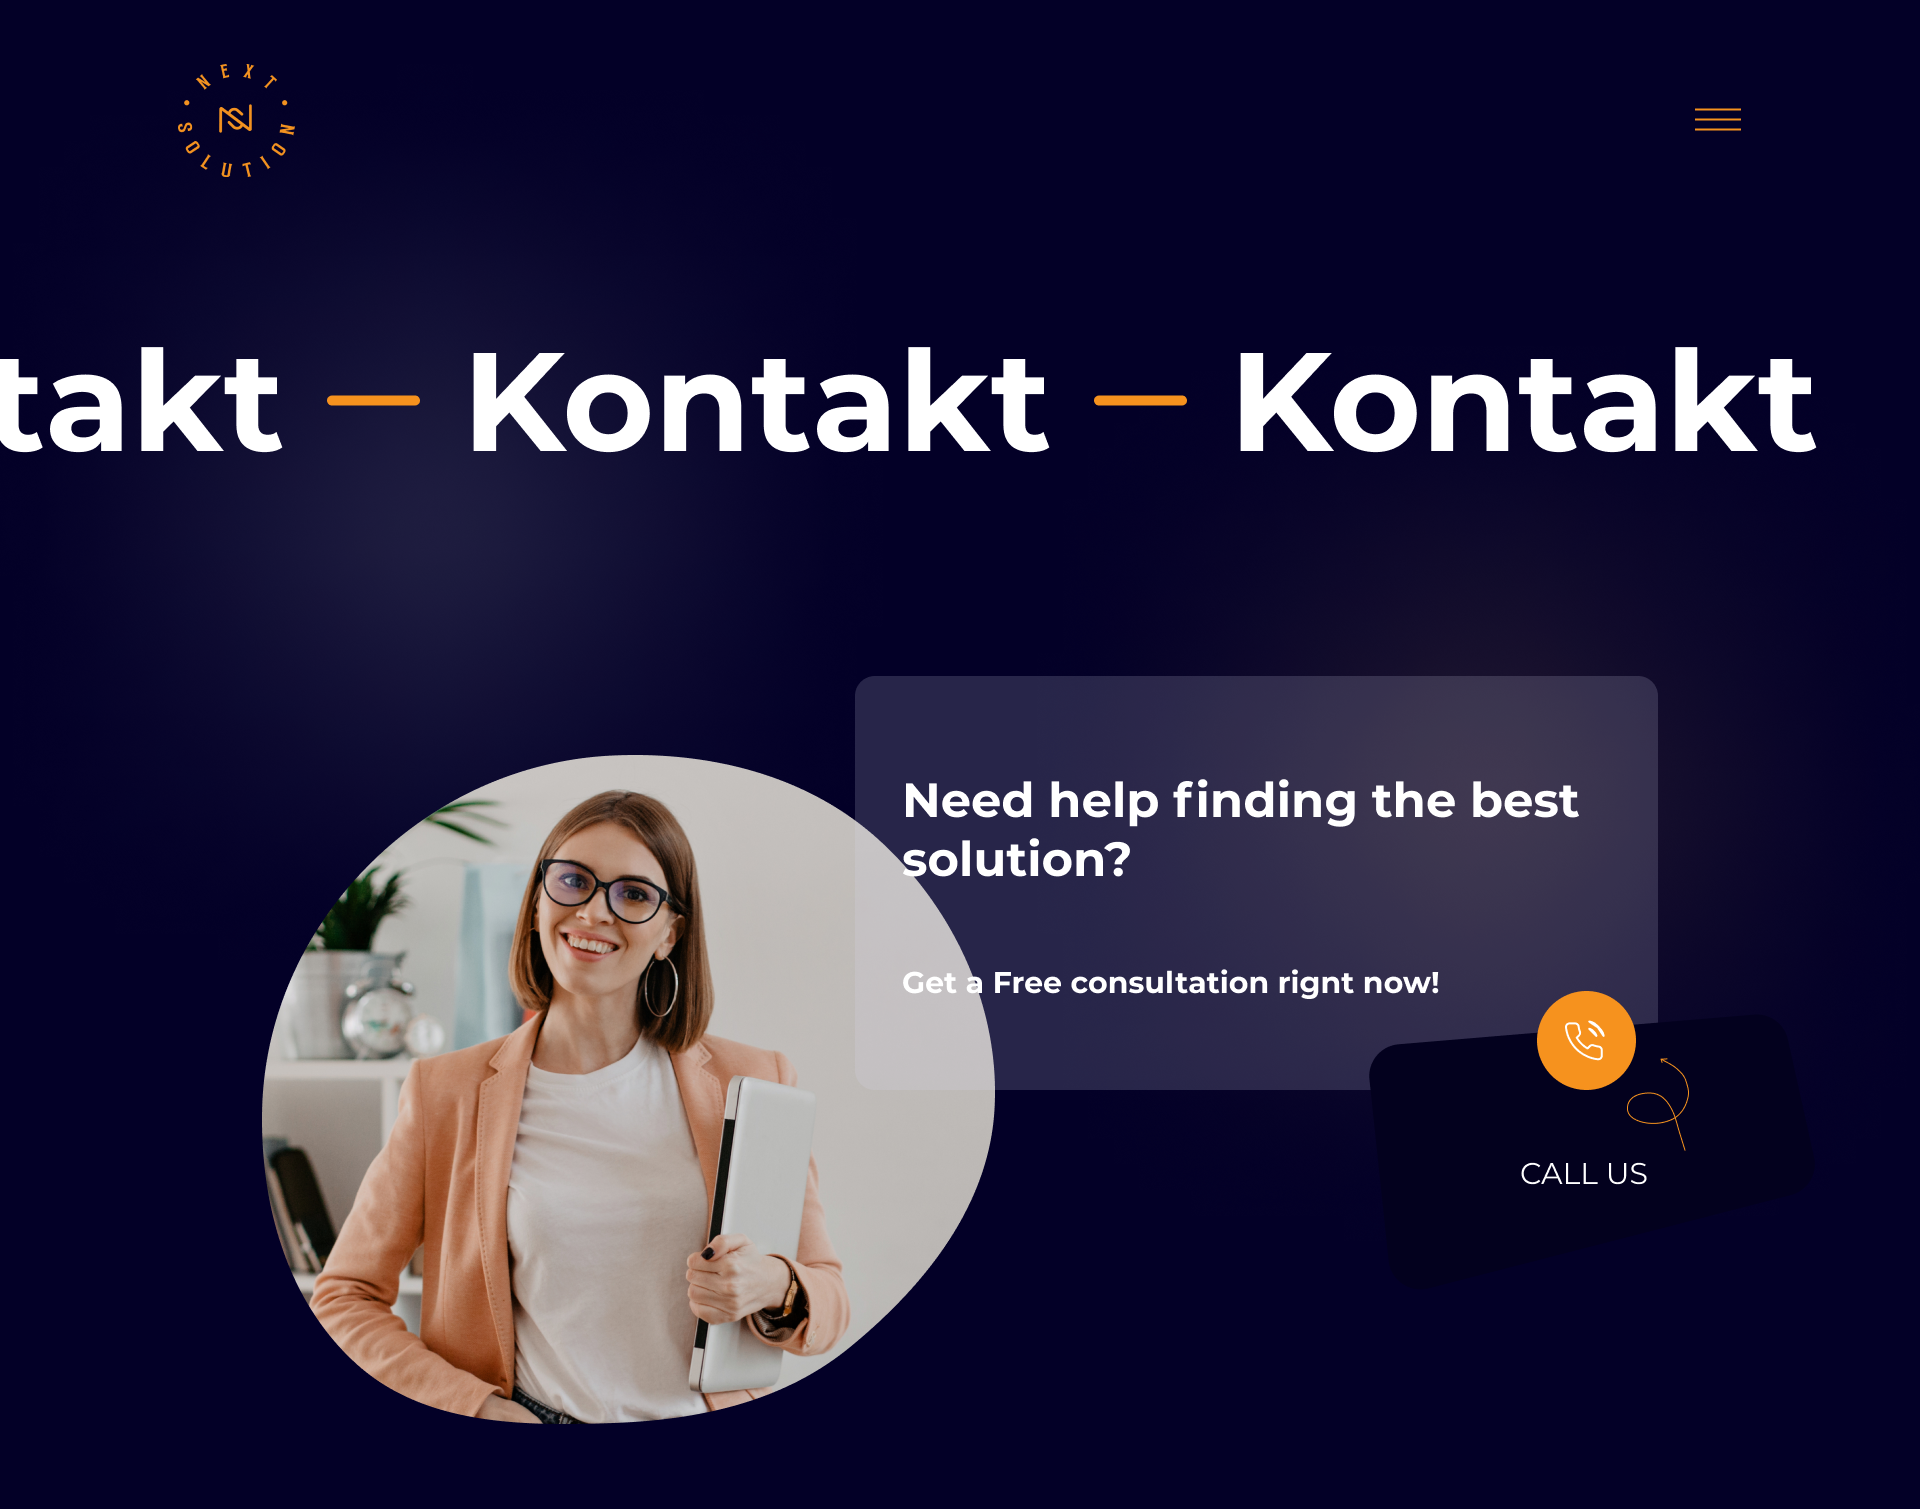 NEXT
SOLUTION
takt — Kontakt — Kontakt
Need help finding the best
solution?
Get a Free consultation rignt now!
CALL US